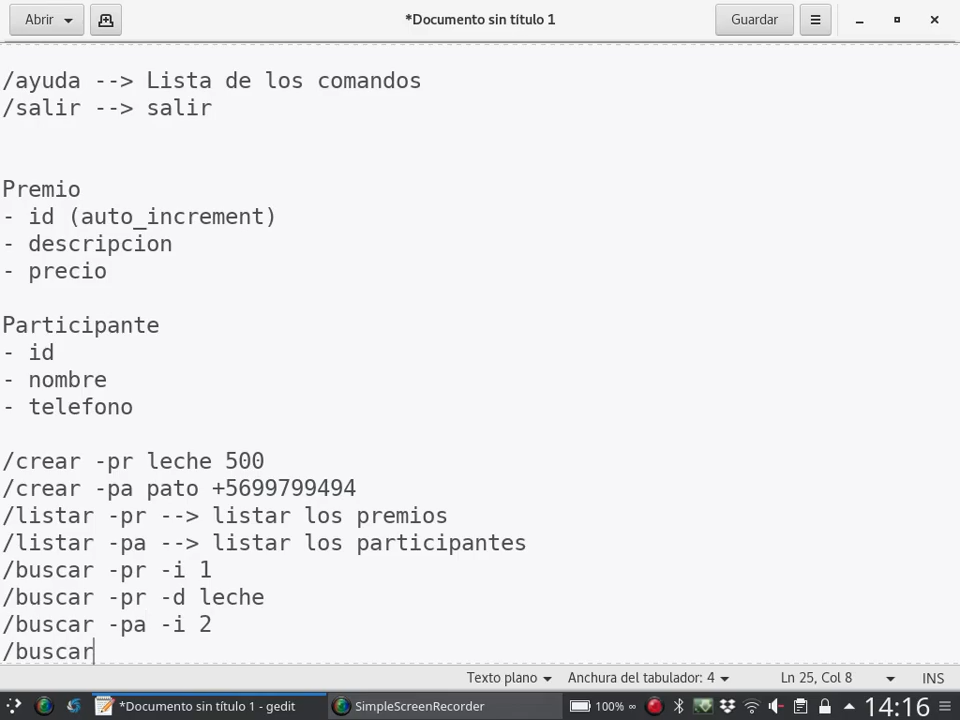 Abrir
*Documento sin título 1
Guardar
/ayuda --> Lista de los comandos
/salir --> salir
Premio
- id (auto_increment)
- descripcion
- precio
Participante
- id
- nombre
- telefono
/crear -pr leche 500
/crear -pa pato +5699799494
/listar -pr --> listar los premios
/listar -pa --> listar los participantes
/buscar -pr -i 1
/buscar -pr -d leche
/buscar -pa -i 2
/buscar
Texto plano
Anchura del tabulador: 4
Ln 25, Col 8
INS
*Documento sin título 1 - gedit
SimpleScreenRecorder
100% ∞
14:16